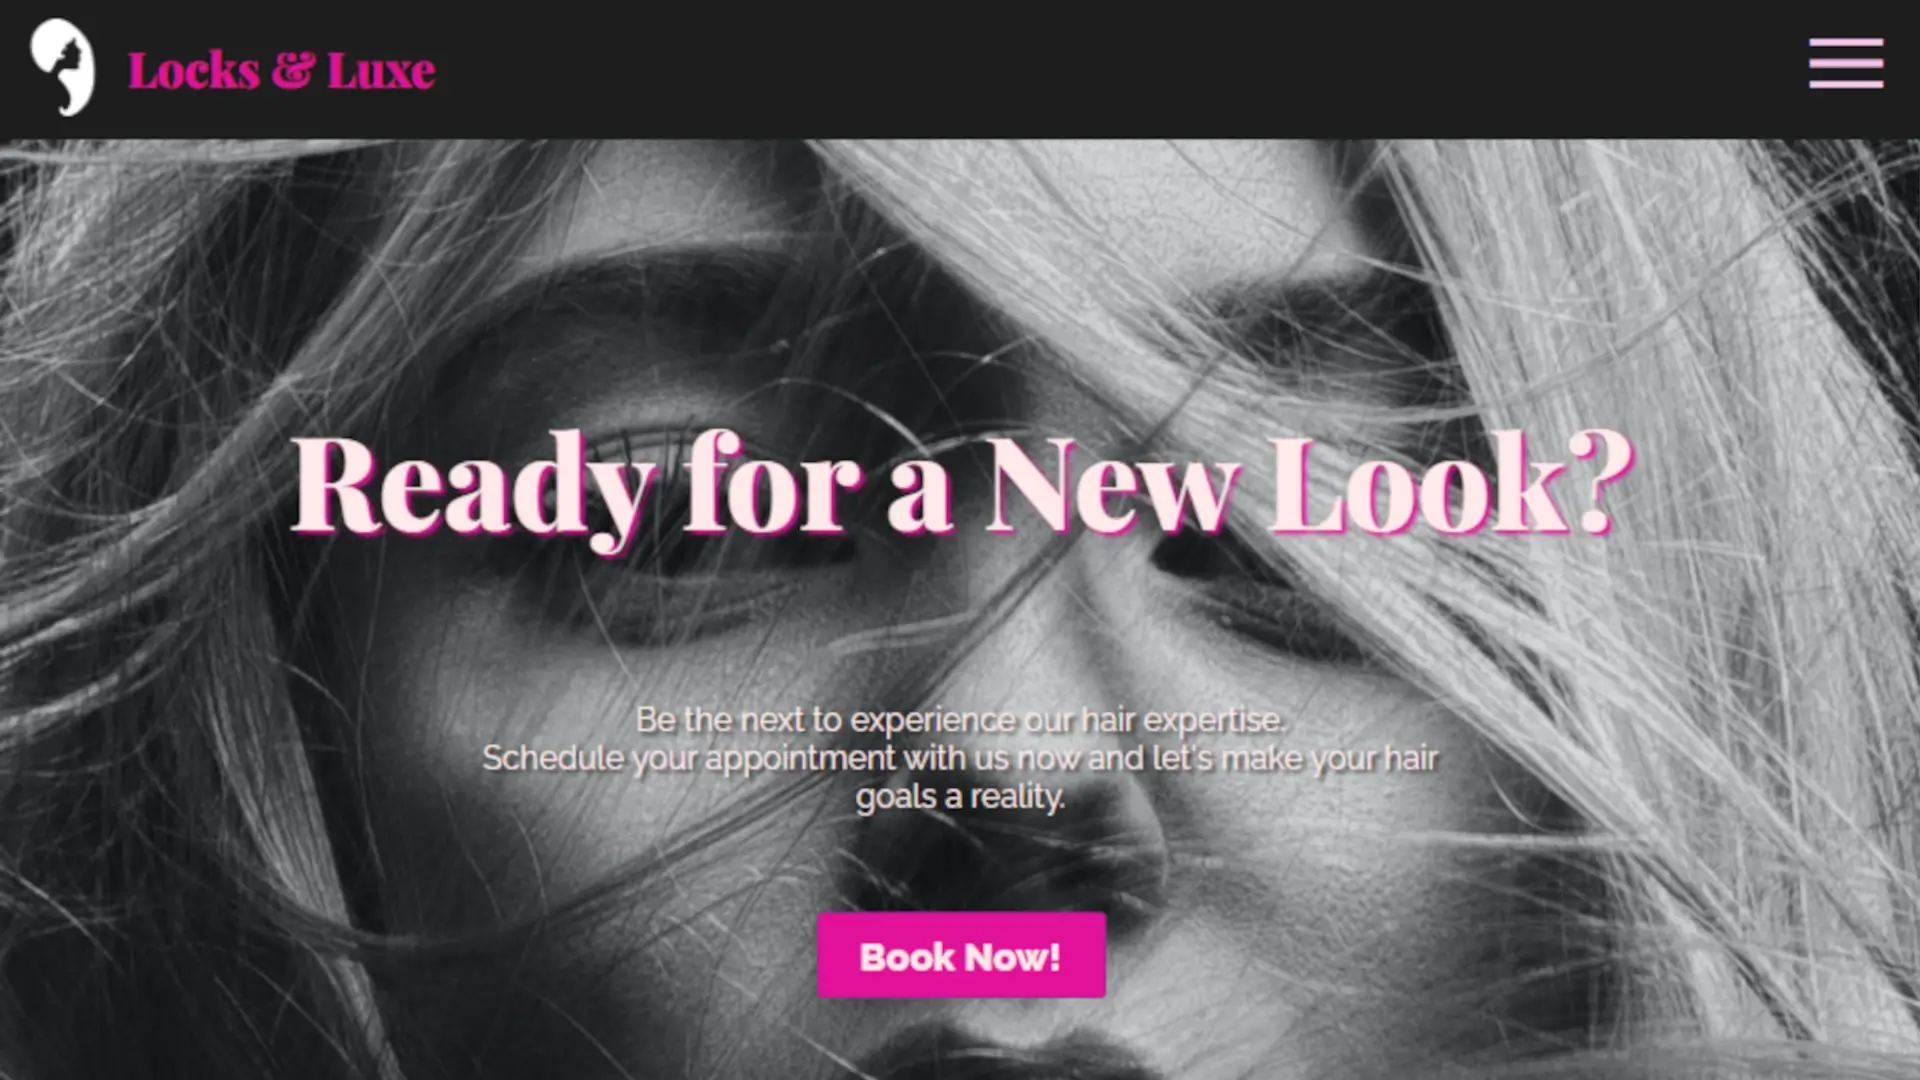 Locks & Luxe
Ready for a New Look?
Be the next to experience our hair expertise.
Schedule your appointment with us now and let's make your hair
goals a reality.
Book Now!